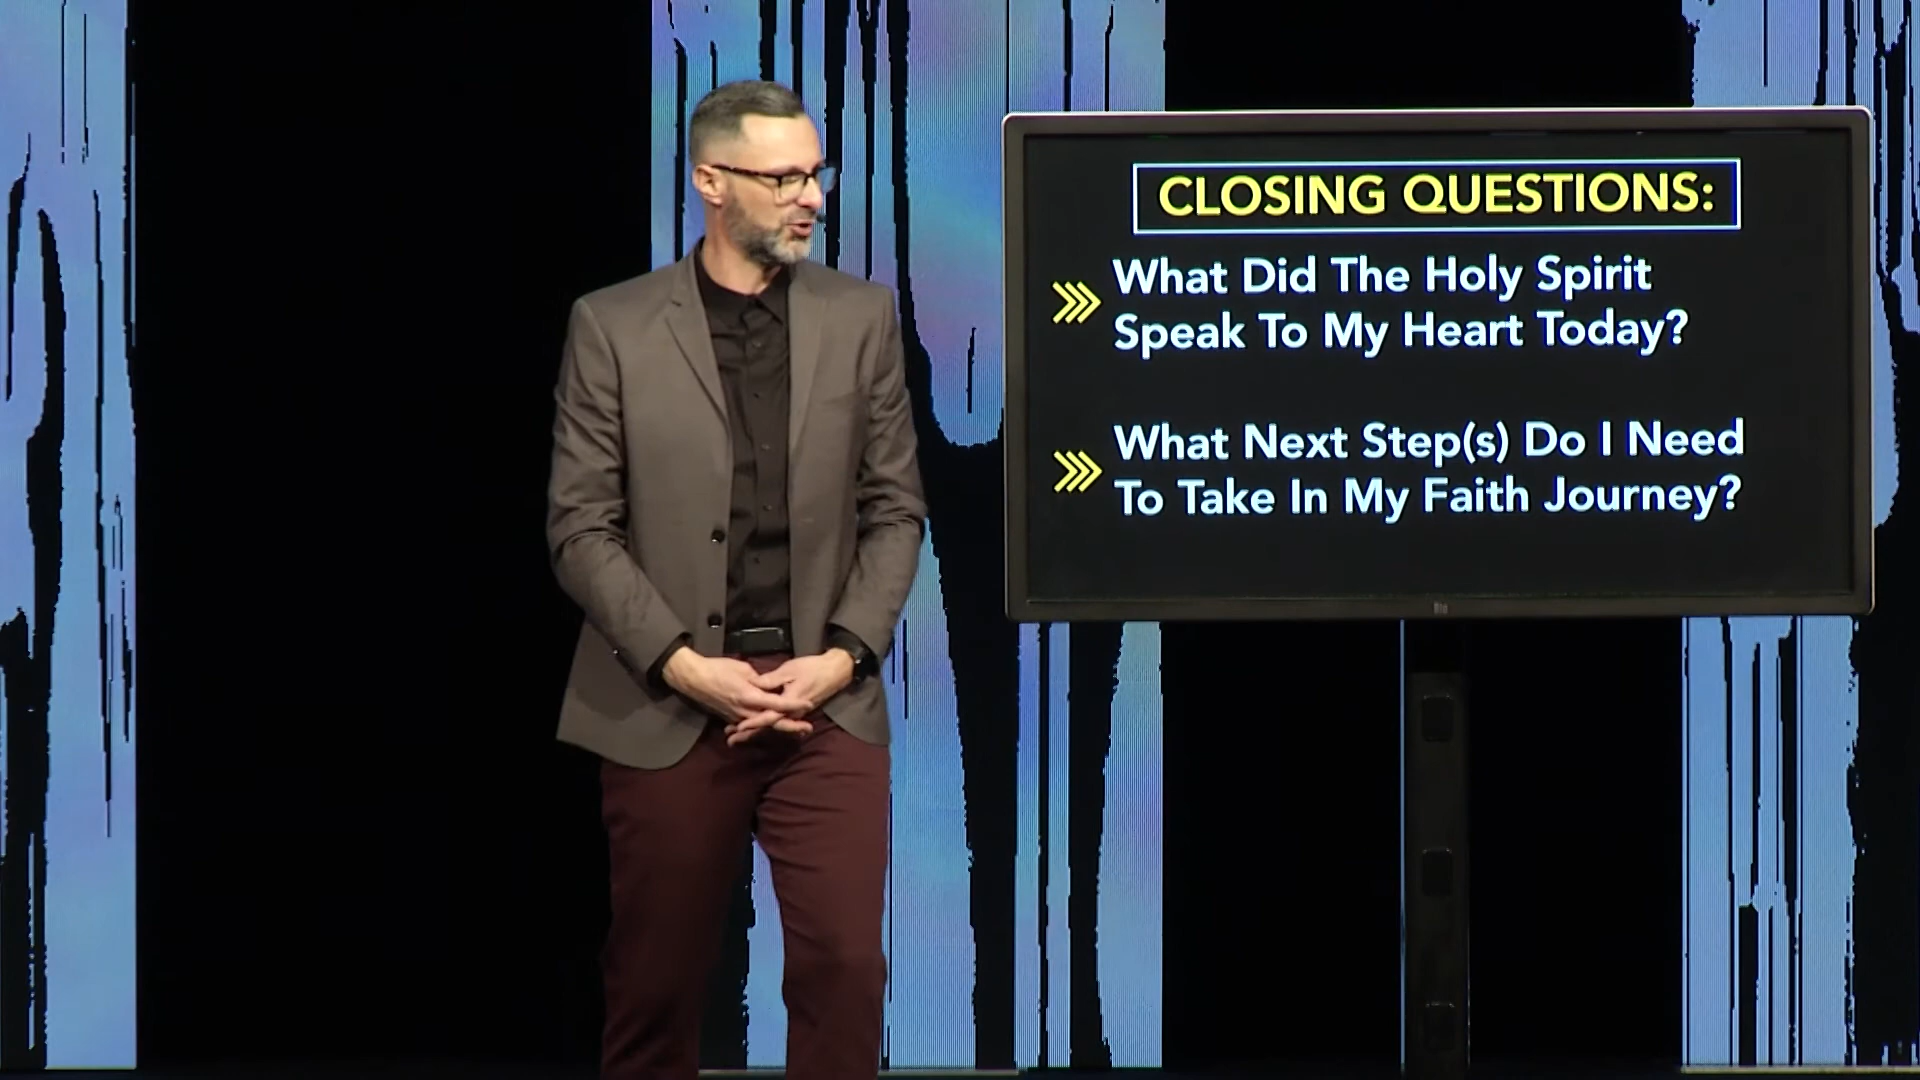 CLOSING QUESTIONS:
What Did The Holy Spirit
Speak To My Heart Today?
What Next Step(s) Do I Need
To Take In My Faith Journey?